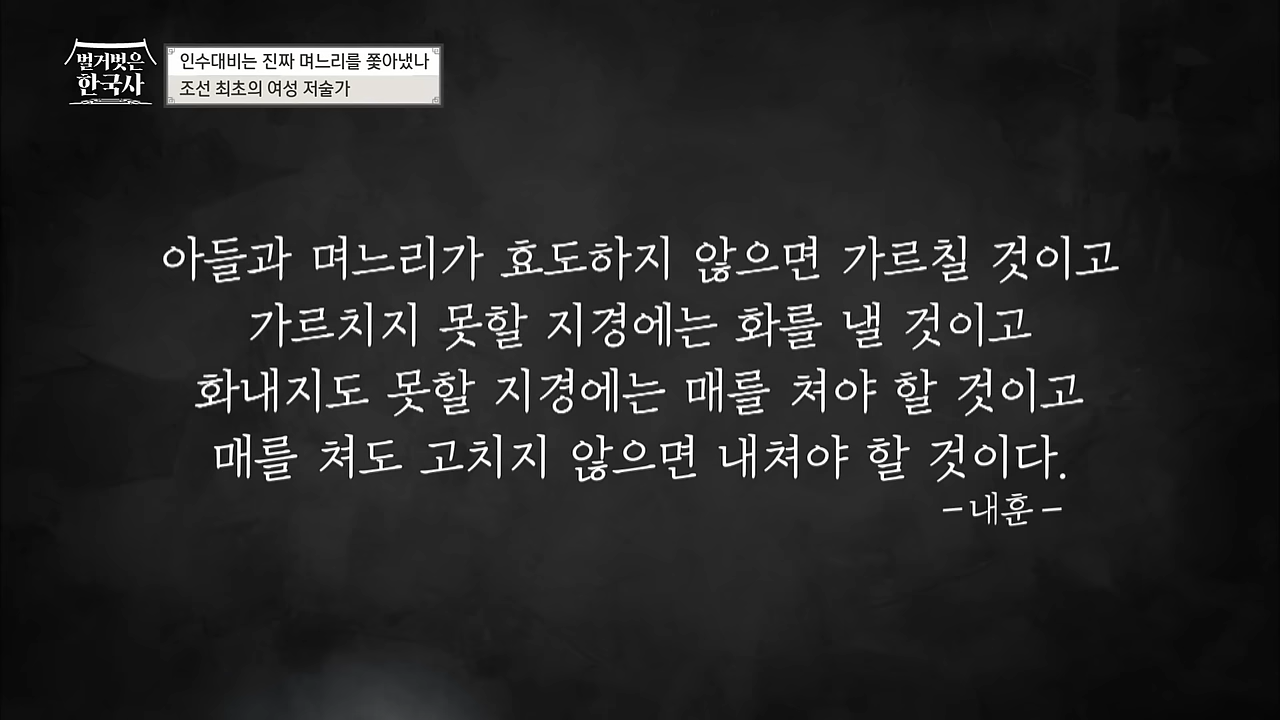 벌거벗은
한국사
인수대비는 진짜 며느리를 쫓아냈나
조선 최초의 여성 저술가
아들과 며느리가 효도하지 않으면 가르칠 것이고
가르치지 못할 지경에는 화를 낼 것이고
화내지도 못할 지경에는 매를 쳐야 할 것이고
매를 쳐도 고치지 않으면 내쳐야 할 것이다.
-내훈-